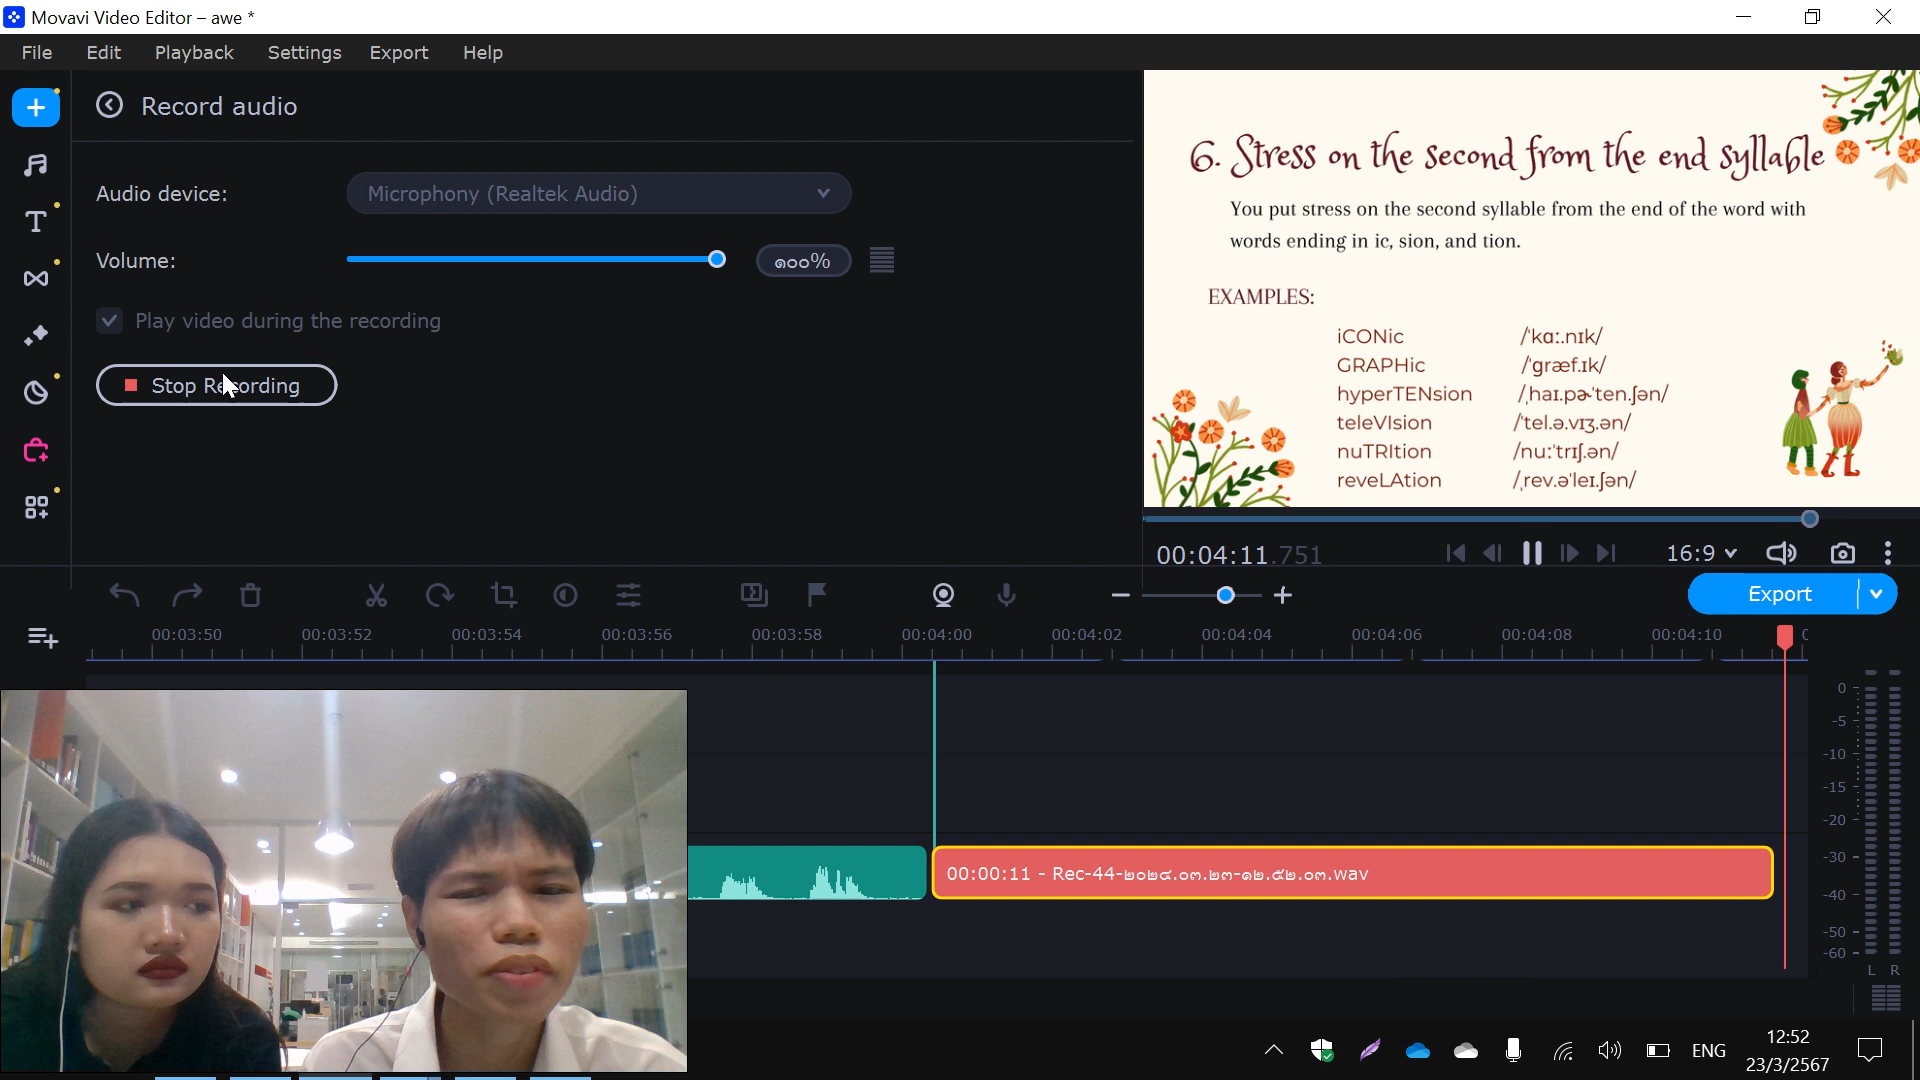 Movavi Video Editor – awe *
File Edit Playback Settings Export Help
Record audio
Audio device: Microphony (Realtek Audio)
Volume: ๑๐๐%
Play video during the recording
Stop Recording
6. Stress on the second from the end syllable
You put stress on the second syllable from the end of the word with
words ending in ic, sion, and tion.
EXAMPLES:
iCONic /ˈkɑː.nɪk/
GRAPHic /ˈɡræf.ɪk/
hyperTENsion /ˌhaɪ.pɚˈten.ʃən/
teleVIsion /ˈtel.ə.vɪʒ.ən/
nuTRItion /nuːˈtrɪʃ.ən/
reveLAtion /ˌrev.əˈleɪ.ʃən/
00:04:11.751 16:9
Export
00:03:50 00:03:52 00:03:54 00:03:56 00:03:58 00:04:00 00:04:02 00:04:04 00:04:06 00:04:08 00:04:10
0
-5
-10
-15
-20
-30
-40
-50
-60
L R
00:00:11 - Rec-44-๒๐๒๔.๐๓.๒๓-๑๒.๕๒.๐๓.wav
ENG
12:52
23/3/2567